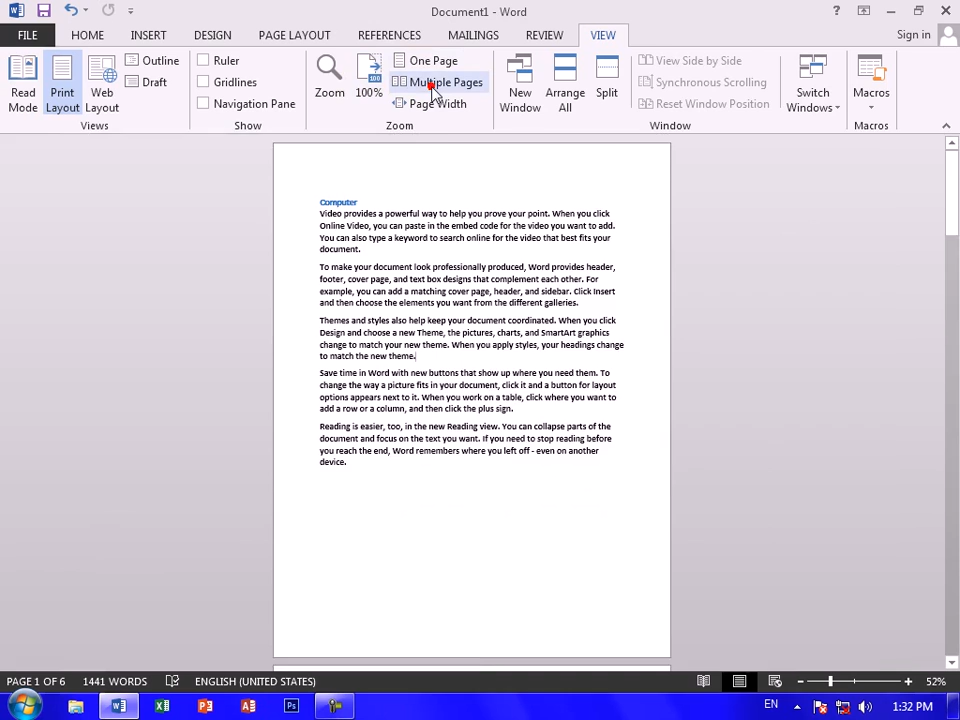 Document1 - Word
FILE HOME INSERT DESIGN PAGE LAYOUT REFERENCES MAILINGS REVIEW VIEW Sign in
Read Mode
Print Layout
Web Layout
Outline
Draft
Views
Ruler
Gridlines
Navigation Pane
Show
Zoom
100
100%
One Page
Multiple Pages
Page Width
Zoom
New Window
Arrange All
Split
View Side by Side
Synchronous Scrolling
Reset Window Position
Window
Switch Windows
Macros
Macros
Computer
Video provides a powerful way to help you prove your point. When you click
Online Video, you can paste in the embed code for the video you want to add.
You can also type a keyword to search online for the video that best fits your
document.
To make your document look professionally produced, Word provides header,
footer, cover page, and text box designs that complement each other. For
example, you can add a matching cover page, header, and sidebar. Click Insert
and then choose the elements you want from the different galleries.
Themes and styles also help keep your document coordinated. When you click
Design and choose a new Theme, the pictures, charts, and SmartArt graphics
change to match your new theme. When you apply styles, your headings change
to match the new theme.
Save time in Word with new buttons that show up where you need them. To
change the way a picture fits in your document, click it and a button for layout
options appears next to it. When you work on a table, click where you want to
add a row or a column, and then click the plus sign.
Reading is easier, too, in the new Reading view. You can collapse parts of the
document and focus on the text you want. If you need to stop reading before
you reach the end, Word remembers where you left off - even on another
device.
PAGE 1 OF 6 1441 WORDS ENGLISH (UNITED STATES) 52%
EN 1:32 PM